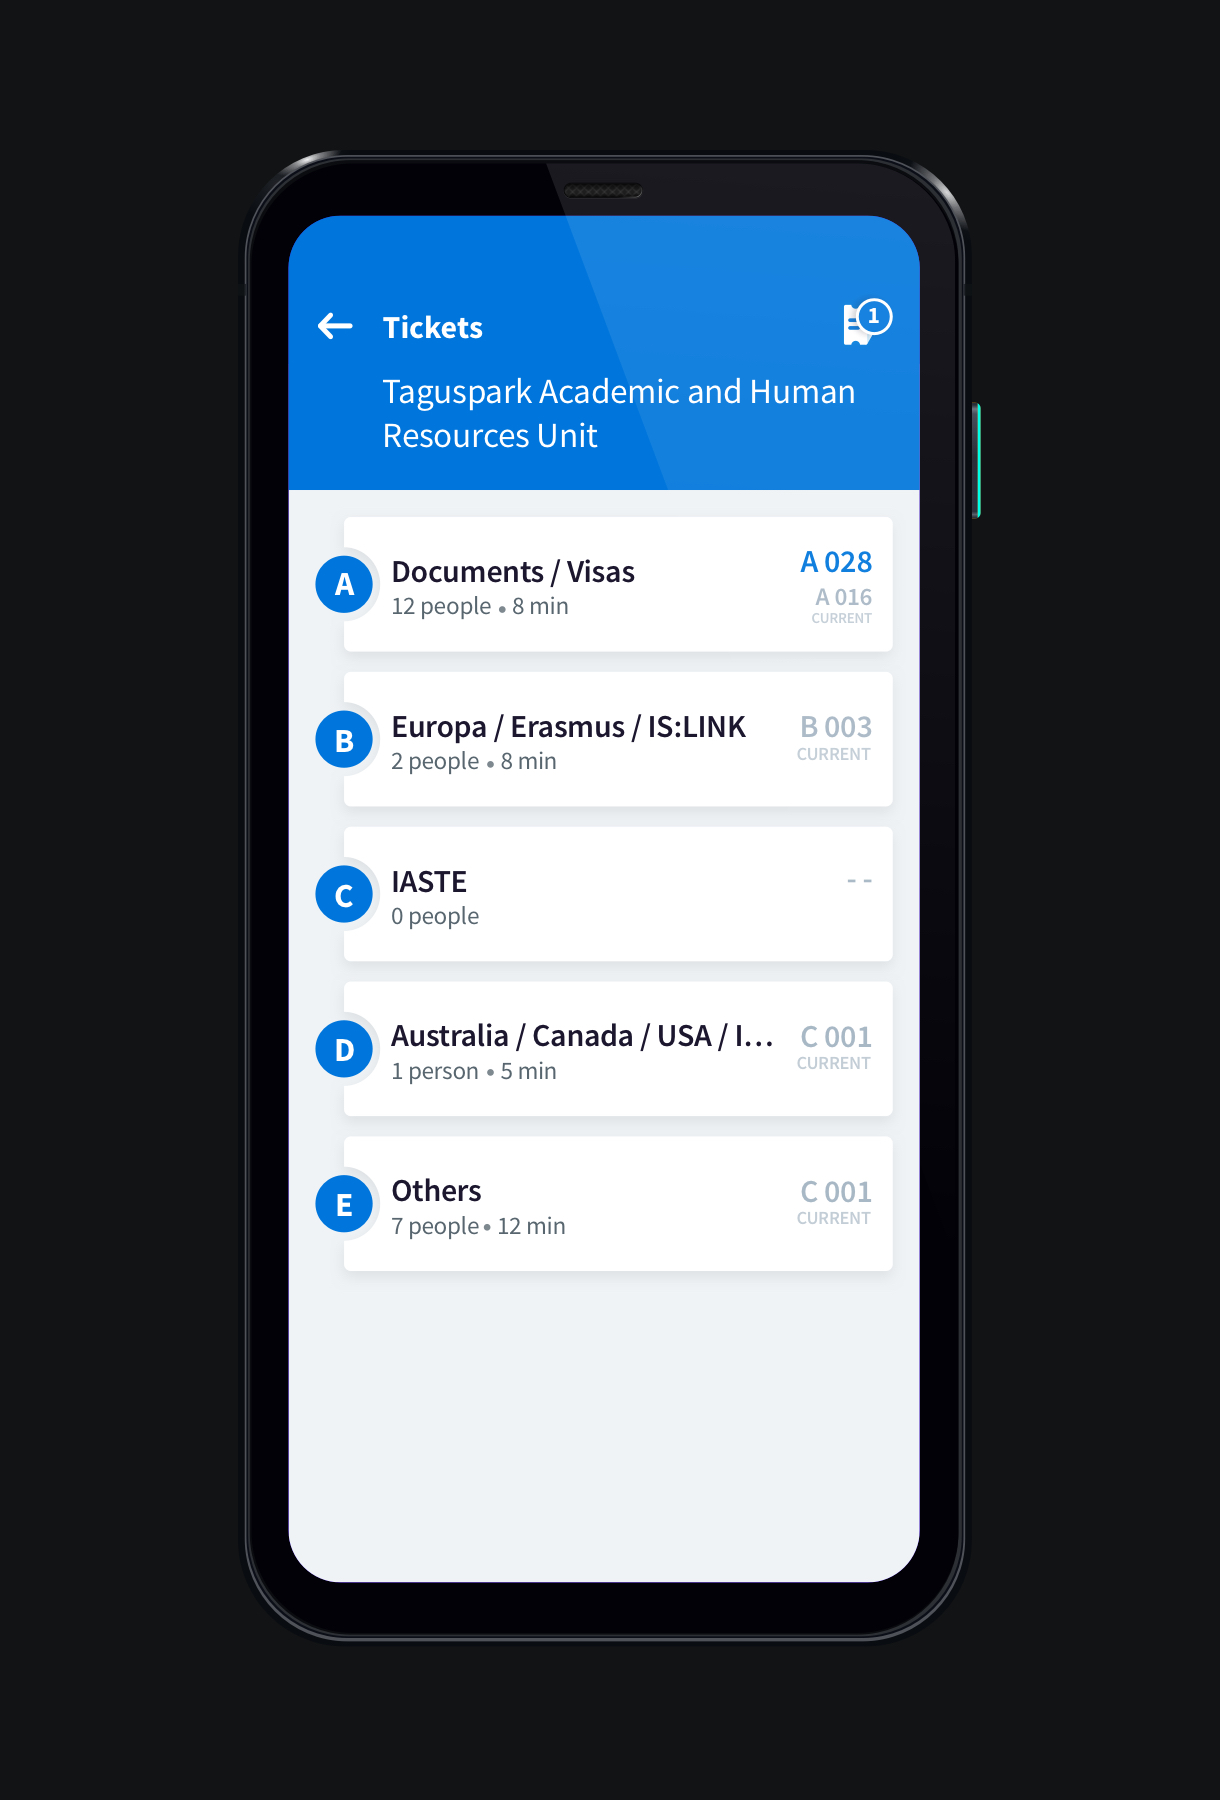 Tickets
1
Taguspark Academic and Human
Resources Unit
A
Documents / Visas
12 people • 8 min
A 028
A 016
CURRENT
B
Europa / Erasmus / IS:LINK
2 people • 8 min
B 003
CURRENT
C
IASTE
0 people
- -
D
Australia / Canada / USA / I...
1 person • 5 min
C 001
CURRENT
E
Others
7 people • 12 min
C 001
CURRENT